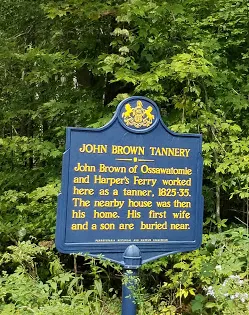 JOHN BROWN TANNERY
John Brown of Ossawatomie
and Harper's Ferry worked
here as a tanner, 1825-35.
The nearby house was then
his home. His first wife
and a son are buried near.
PENNSYLVANIA HISTORICAL AND MUSEUM COMMISSION